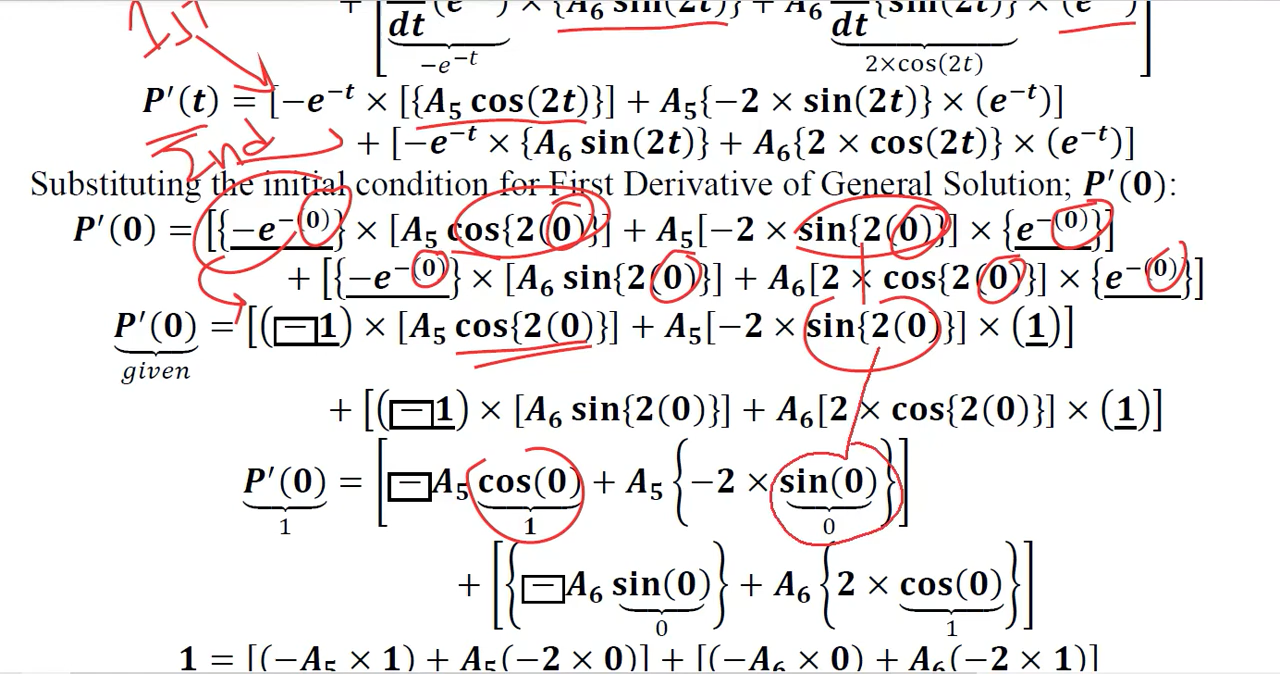 + [d/dt (e⁻ᵗ) × {A₆ sin(2t)} + A₆ d/dt {sin(2t)} × (e⁻ᵗ)]
−e⁻ᵗ 2×cos(2t)
1st
P′(t) = [−e⁻ᵗ × [{A₅ cos(2t)}] + A₅{−2 × sin(2t)} × (e⁻ᵗ)]
2nd
+ [−e⁻ᵗ × {A₆ sin(2t)} + A₆{2 × cos(2t)} × (e⁻ᵗ)]
Substituting the initial condition for First Derivative of General Solution; P′(0):
P′(0) = [{−e⁻⁽⁰⁾} × [A₅ cos{2(0)}] + A₅[−2 × sin{2(0)}] × {e⁻⁽⁰⁾}]
+ [{−e⁻⁽⁰⁾} × [A₆ sin{2(0)}] + A₆[2 × cos{2(0)}] × {e⁻⁽⁰⁾}]
P′(0) = [(−1) × [A₅ cos{2(0)}] + A₅[−2 × sin{2(0)}] × (1)]
given
+ [(−1) × [A₆ sin{2(0)}] + A₆[2 × cos{2(0)}] × (1)]
P′(0) = [−A₅ cos(0) + A₅ {−2 × sin(0)}]
1 1 0
+ [{−A₆ sin(0)} + A₆ {2 × cos(0)}]
0 1
1 = [(−A₅ × 1) + A₅(−2 × 0)] + [(−A₆ × 0) + A₆(−2 × 1)]